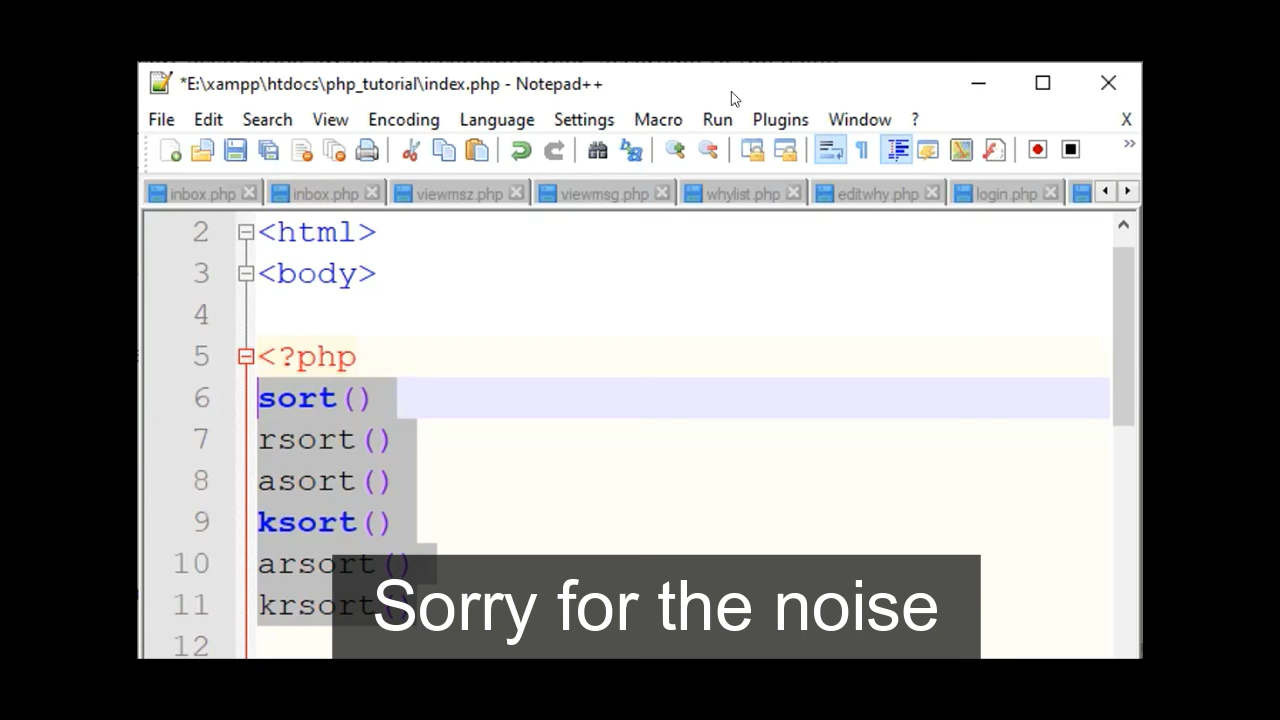 *E:\xampp\htdocs\php_tutorial\index.php - Notepad++
File Edit Search View Encoding Language Settings Macro Run Plugins Window ? X
inbox.php inbox.php viewmsz.php viewmsg.php whylist.php editwhy.php login.php
2 <html>
3 <body>
4
5 <?php
6 sort()
7 rsort()
8 asort()
9 ksort()
10 arsort()
11 krsort()
12
Sorry for the noise